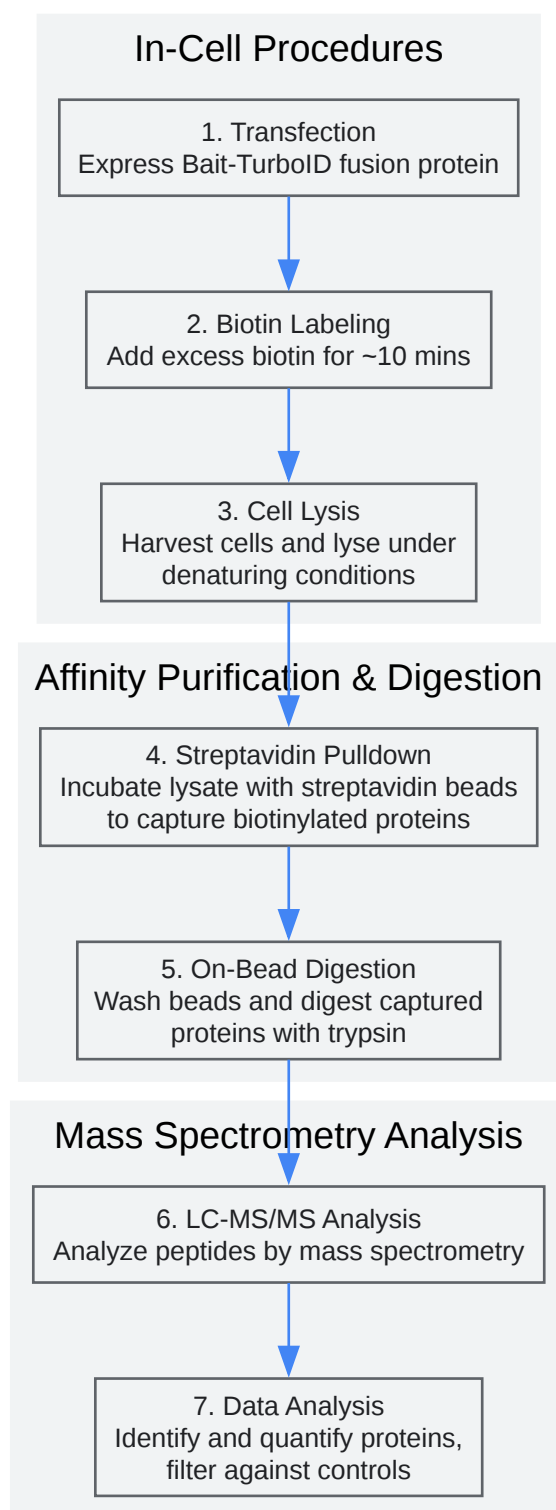 In-Cell Procedures
1. Transfection
Express Bait-TurboID fusion protein
2. Biotin Labeling
Add excess biotin for ~10 mins
3. Cell Lysis
Harvest cells and lyse under
denaturing conditions
Affinity Purification & Digestion
4. Streptavidin Pulldown
Incubate lysate with streptavidin beads
to capture biotinylated proteins
5. On-Bead Digestion
Wash beads and digest captured
proteins with trypsin
Mass Spectrometry Analysis
6. LC-MS/MS Analysis
Analyze peptides by mass spectrometry
7. Data Analysis
Identify and quantify proteins,
filter against controls